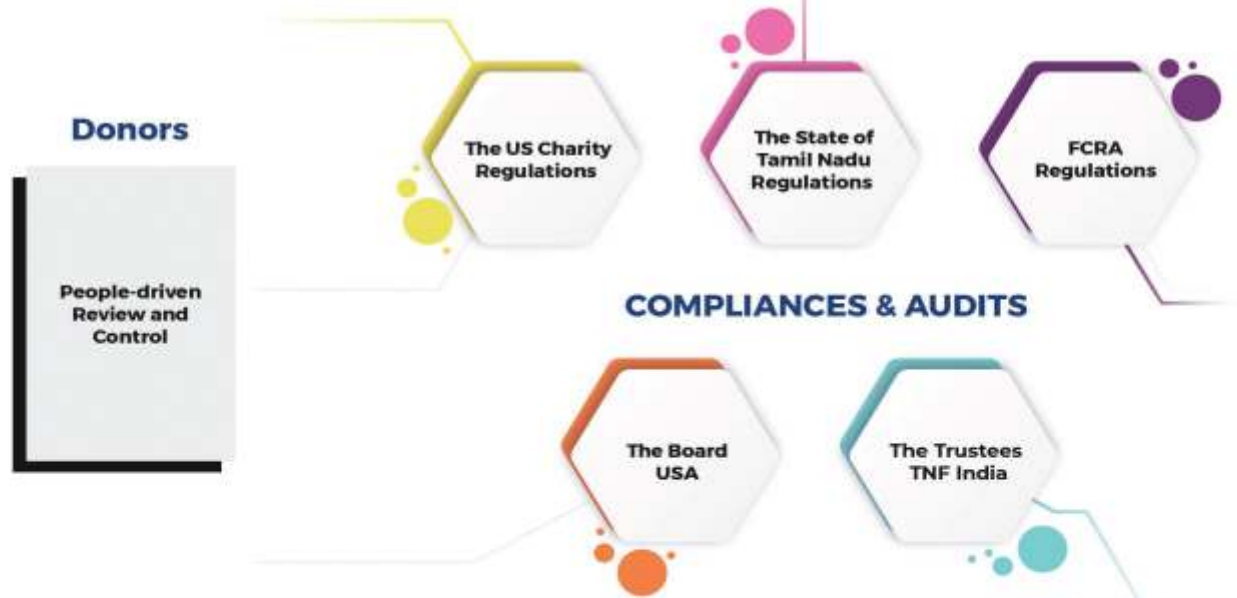 Donors
People-driven
Review and
Control
The US Charity
Regulations
The State of
Tamil Nadu
Regulations
FCRA
Regulations
COMPLIANCES & AUDITS
The Board
USA
The Trustees
TNF India